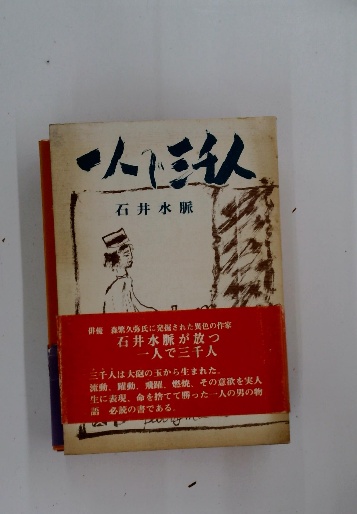 一人で三千人
石井水脈
俳優 森繁久弥氏に発掘された異色の作家
石井水脈が放つ
一人で三千人
三千人は大砲の玉から生まれた。
流動、躍動、飛躍、燃焼、その意欲を実人
生に表現、命を捨てて勝った一人の男の物
語 必読の書である。